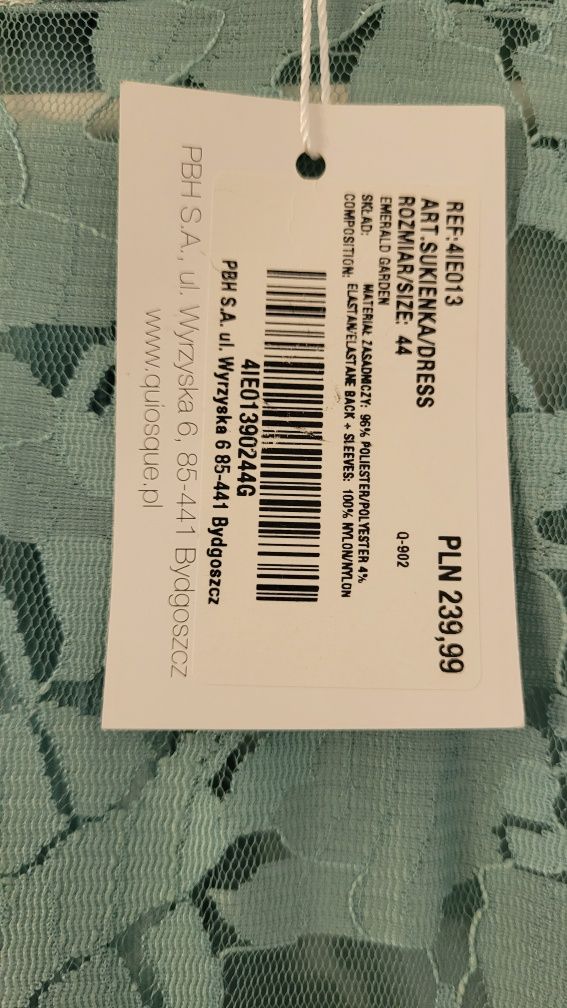 REF:4IE013
ART.SUKIENKA/DRESS
PLN 239,99
ROZMIAR/SIZE: 44
Q-902
EMERALD GARDEN
SKŁAD: MATERIAŁ ZASADNICZY: 96% POLIESTER/POLYESTER 4%
COMPOSITION: ELASTAN/ELASTANE BACK + SLEEVES: 100% NYLON/NYLON
4IE01390244G
PBH S.A. ul. Wyrzyska 6 85-441 Bydgoszcz
PBH S.A., ul. Wyrzyska 6, 85-441 Bydgoszcz
www.quiosque.pl